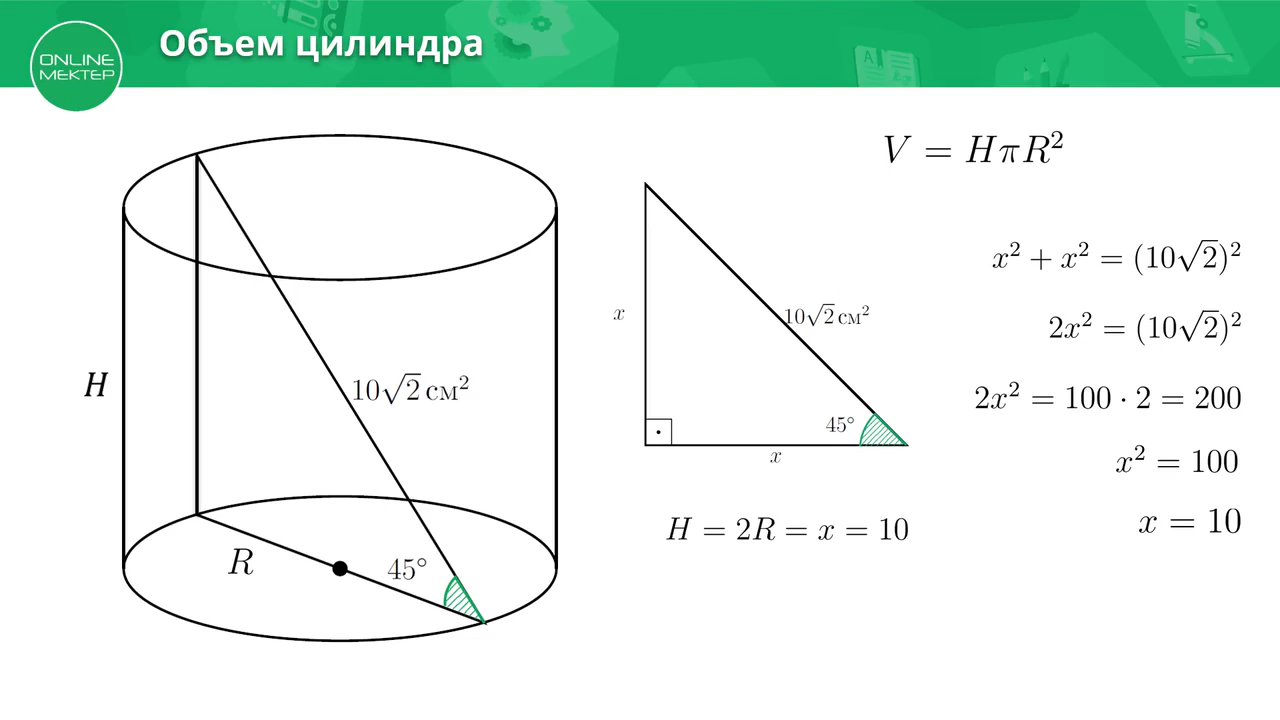 ONLINE
МЕКТЕР
Объем цилиндра
V = HπR²
x² + x² = (10√2)²
2x² = (10√2)²
2x² = 100 · 2 = 200
x² = 100
x = 10
H
10√2 см²
R
45°
x
10√2 см²
45°
x
H = 2R = x = 10